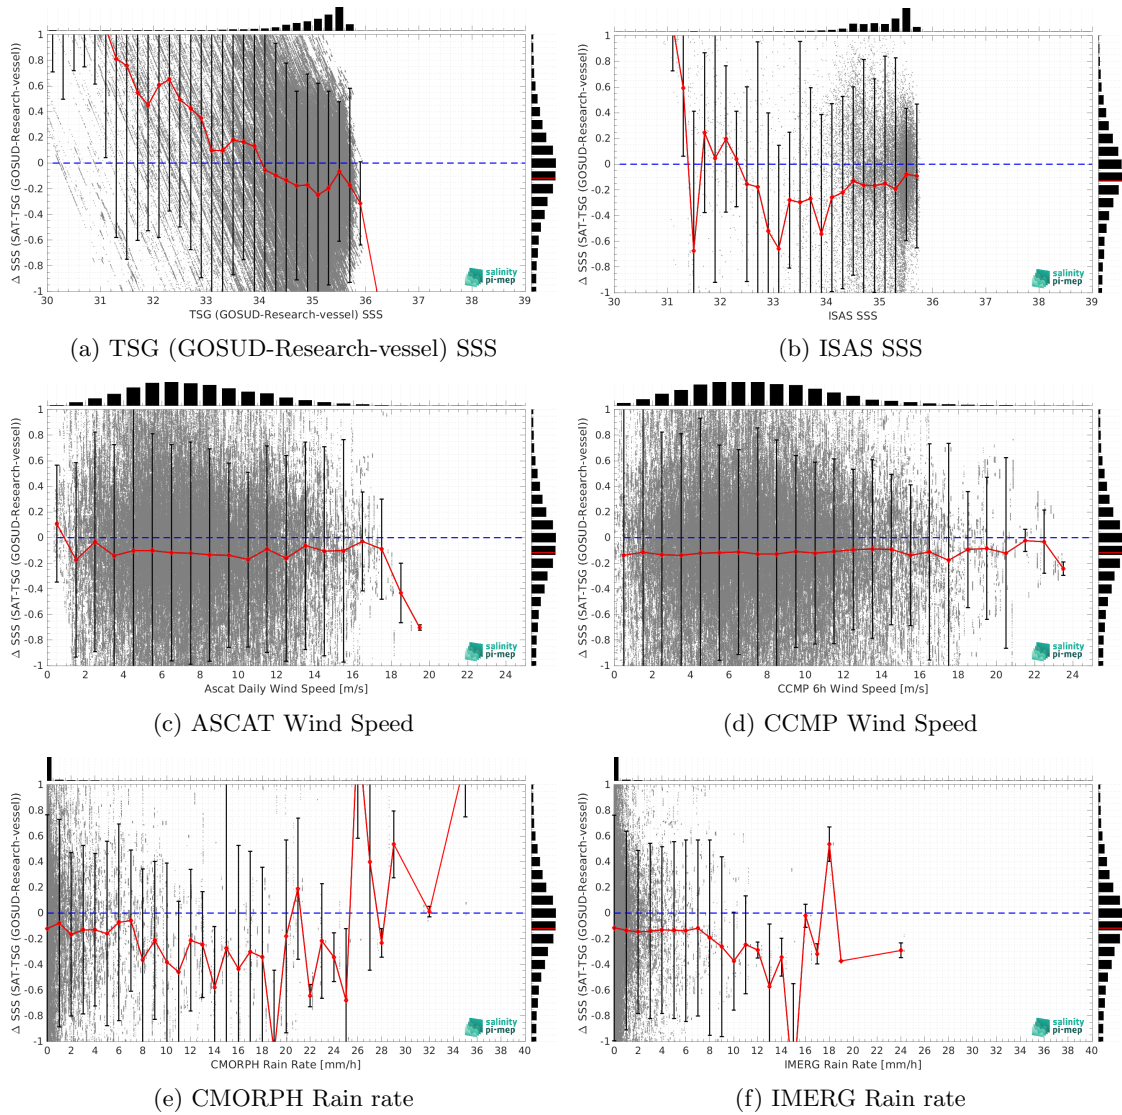 1
0.8
0.6
0.4
0.2
0
-0.2
-0.4
-0.6
-0.8
-1
Δ SSS (SAT-TSG (GOSUD-Research-vessel))
30 31 32 33 34 35 36 37 38 39
TSG (GOSUD-Research-vessel) SSS
salinity
pi-mep
(a) TSG (GOSUD-Research-vessel) SSS
1
0.8
0.6
0.4
0.2
0
-0.2
-0.4
-0.6
-0.8
-1
Δ SSS (SAT-TSG (GOSUD-Research-vessel))
30 31 32 33 34 35 36 37 38 39
ISAS SSS
salinity
pi-mep
(b) ISAS SSS
1
0.8
0.6
0.4
0.2
0
-0.2
-0.4
-0.6
-0.8
-1
Δ SSS (SAT-TSG (GOSUD-Research-vessel))
0 2 4 6 8 10 12 14 16 18 20 22 24
Ascat Daily Wind Speed [m/s]
salinity
pi-mep
(c) ASCAT Wind Speed
1
0.8
0.6
0.4
0.2
0
-0.2
-0.4
-0.6
-0.8
-1
Δ SSS (SAT-TSG (GOSUD-Research-vessel))
0 2 4 6 8 10 12 14 16 18 20 22 24
CCMP 6h Wind Speed [m/s]
salinity
pi-mep
(d) CCMP Wind Speed
1
0.8
0.6
0.4
0.2
0
-0.2
-0.4
-0.6
-0.8
-1
Δ SSS (SAT-TSG (GOSUD-Research-vessel))
0 2 4 6 8 10 12 14 16 18 20 22 24 26 28 30 32 34 36 38 40
CMORPH Rain Rate [mm/h]
salinity
pi-mep
(e) CMORPH Rain rate
1
0.8
0.6
0.4
0.2
0
-0.2
-0.4
-0.6
-0.8
-1
Δ SSS (SAT-TSG (GOSUD-Research-vessel))
0 2 4 6 8 10 12 14 16 18 20 22 24 26 28 30 32 34 36 38 40
IMERG Rain Rate [mm/h]
salinity
pi-mep
(f) IMERG Rain rate